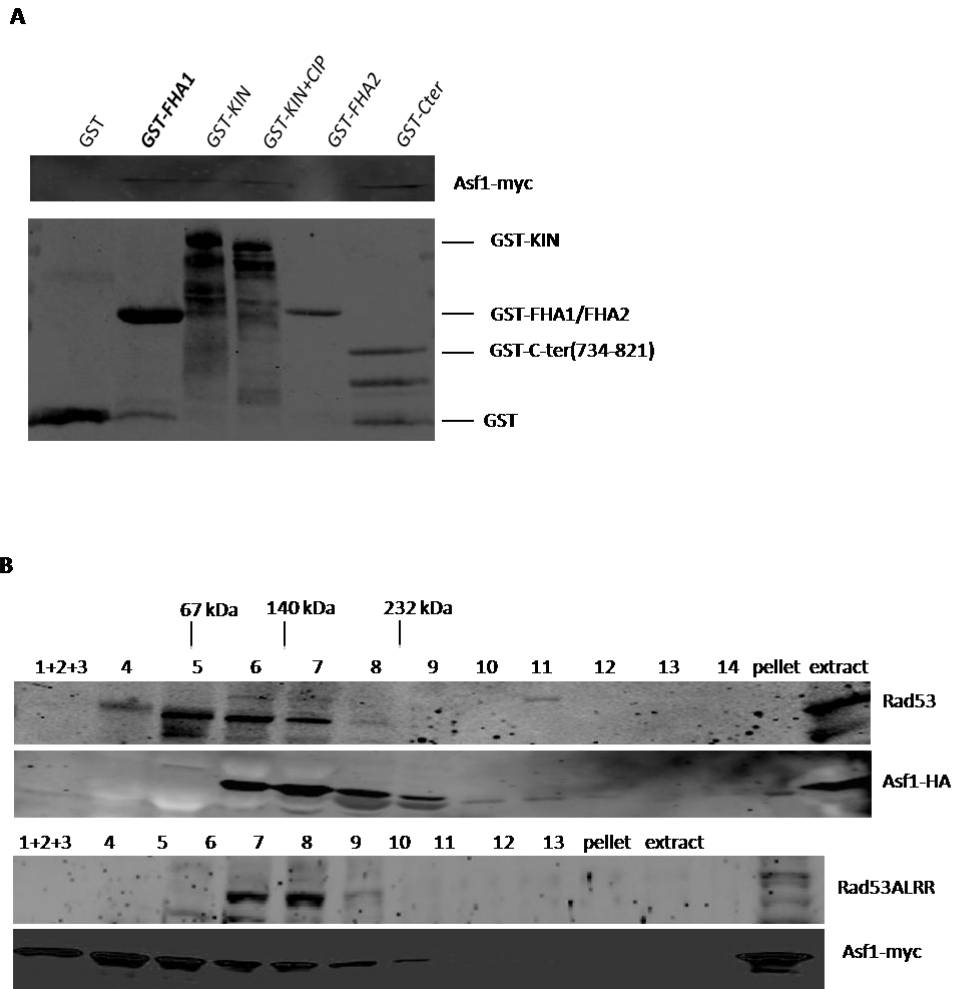 A
GST GST-FHA1 GST-KIN GST-KIN+CIP GST-FHA2 GST-Cter
Asf1-myc
GST-KIN
GST-FHA1/FHA2
GST-C-ter(734-821)
GST
B
67 kDa 140 kDa 232 kDa
1+2+3 4 5 6 7 8 9 10 11 12 13 14 pellet extract
Rad53
Asf1-HA
1+2+3 4 5 6 7 8 9 10 11 12 13 pellet extract
Rad53ALRR
Asf1-myc